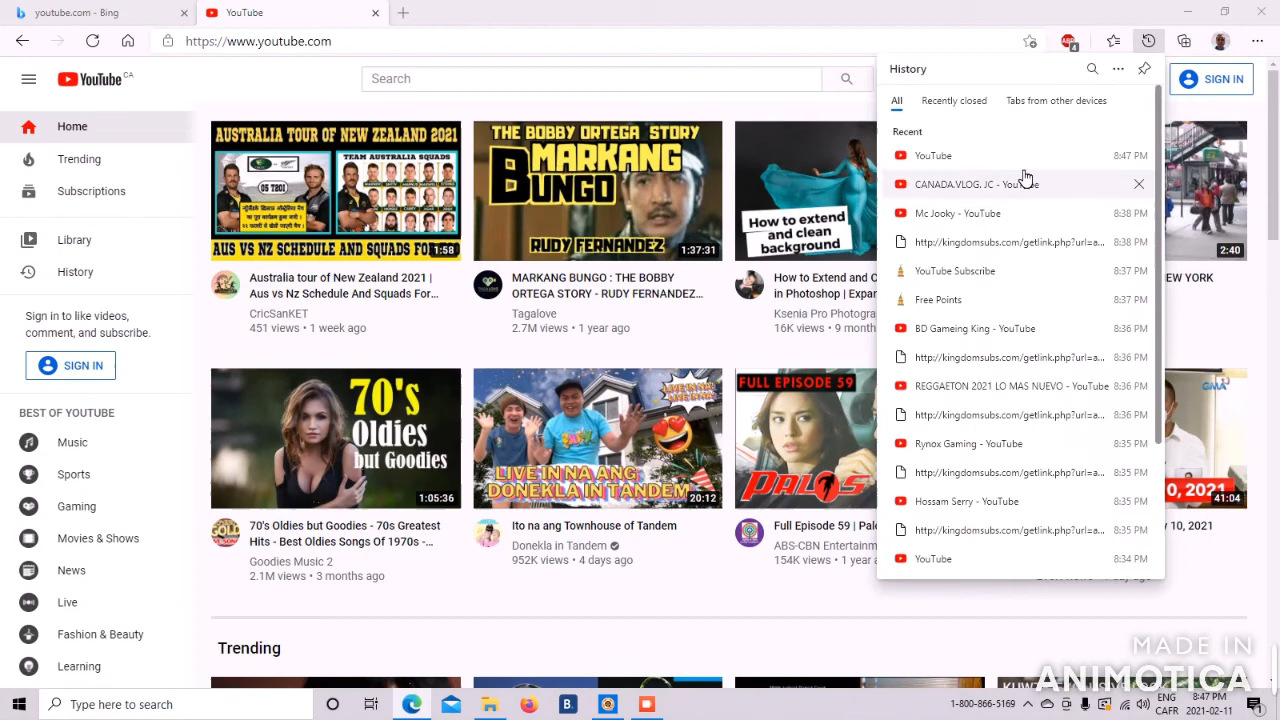 youtube.com - Bing
YouTube
https://www.youtube.com
ABP
4
YouTube CA
Search
SIGN IN
Home
Trending
Subscriptions
Library
History
Sign in to like videos,
comment, and subscribe.
SIGN IN
BEST OF YOUTUBE
Music
Sports
Gaming
Movies & Shows
News
Live
Fashion & Beauty
Learning
AUSTRALIA TOUR OF NEW ZEALAND 2021
TEAM AUSTRALIA SQUADS
05 T20I
AUS VS NZ SCHEDULE AND SQUADS FO
1:58
Australia tour of New Zealand 2021 |
Aus vs Nz Schedule And Squads For...
CricSanKET
451 views • 1 week ago
THE BOBBY ORTEGA STORY
MARKANG
BUNGO
RUDY FERNANDEZ
1:37:31
MARKANG BUNGO : THE BOBBY
ORTEGA STORY - RUDY FERNANDEZ...
Tagalove
2.7M views • 1 year ago
How to extend
and clean
background
How to Extend and C
in Photoshop | Expan
Ksenia Pro Photogra
16K views • 9 month
2:40
EW YORK
70's
Oldies
but Goodies
1:05:36
70's Oldies but Goodies - 70s Greatest
Hits - Best Oldies Songs Of 1970s -...
Goodies Music 2
2.1M views • 3 months ago
LIVE IN NA ANG
DONEKLA IN TANDEM
20:12
Ito na ang Townhouse of Tandem
Donekla in Tandem
952K views • 4 days ago
FULL EPISODE 59
PALOS
Full Episode 59 | Pale
ABS-CBN Entertainm
154K views • 1 year a
GMA
0, 2021
41:04
y 10, 2021
Trending
History
All
Recently closed
Tabs from other devices
Recent
YouTube 8:47 PM
CANADA.VLOG. JC - YouTube
Mc Jooky - YouTube 8:38 PM
http://kingdomsubs.com/getlink.php?url=a... 8:38 PM
YouTube Subscribe 8:37 PM
Free Points 8:37 PM
BD Gameing King - YouTube 8:36 PM
http://kingdomsubs.com/getlink.php?url=a... 8:36 PM
REGGAETON 2021 LO MAS NUEVO - YouTube 8:36 PM
http://kingdomsubs.com/getlink.php?url=a... 8:36 PM
Rynox Gaming - YouTube 8:35 PM
http://kingdomsubs.com/getlink.php?url=a... 8:35 PM
Hossam Serry - YouTube 8:35 PM
http://kingdomsubs.com/getlink.php?url=a... 8:35 PM
YouTube 8:34 PM
MADE IN
ANIMOTICA
Type here to search
B.
1-800-866-5169
ENG
CAFR
8:47 PM
2021-02-11
1